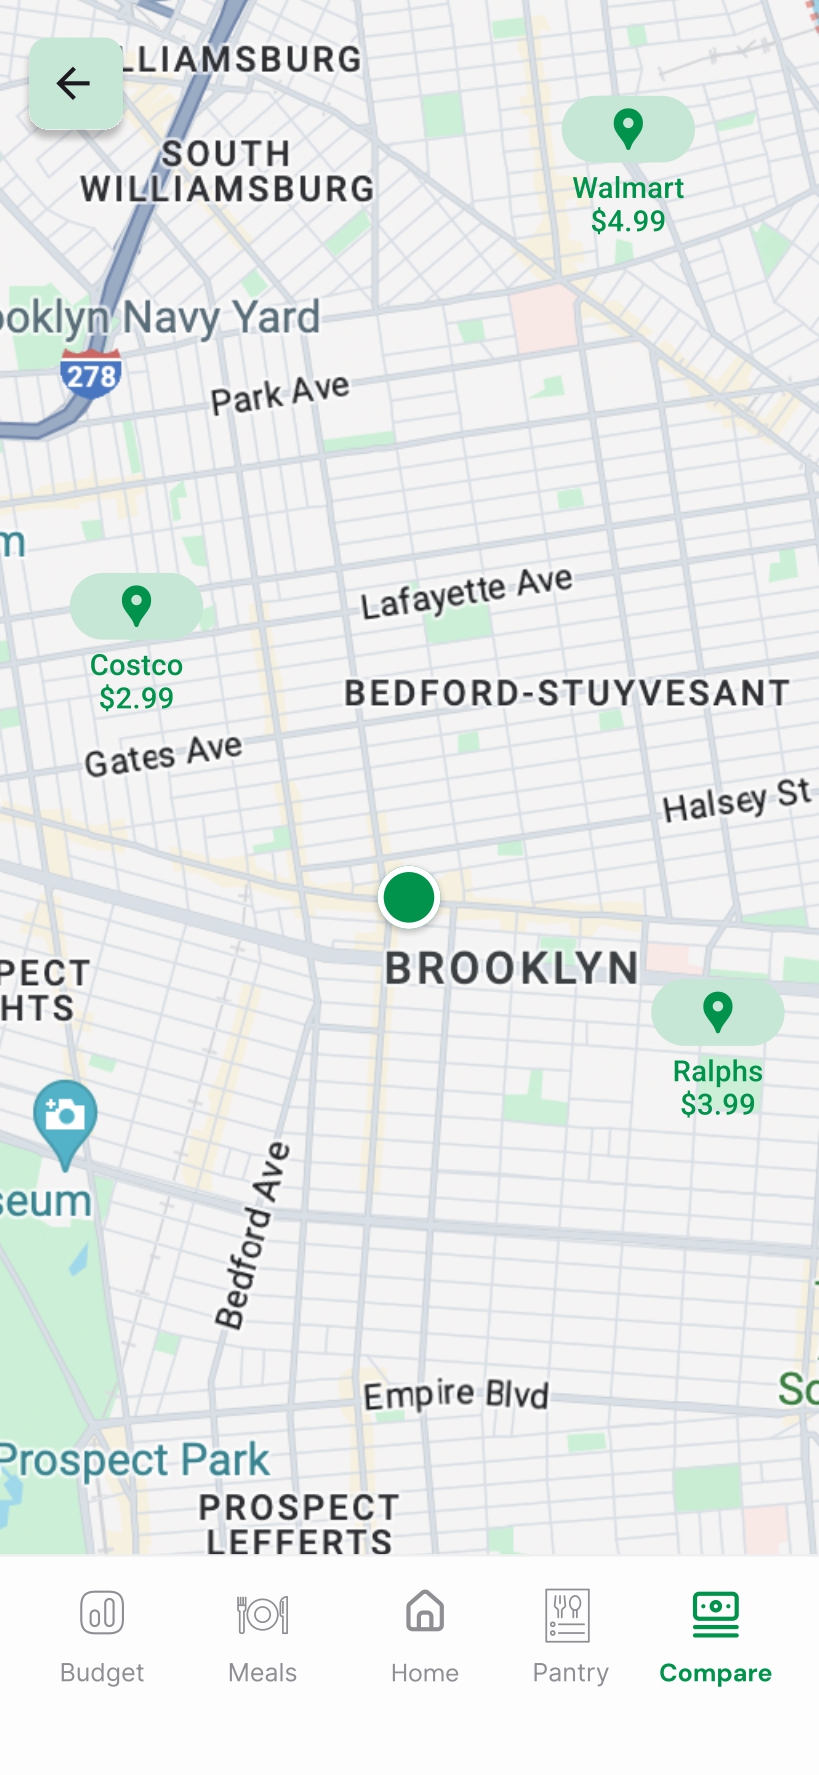 LLIAMSBURG
SOUTH
WILLIAMSBURG
Walmart
$4.99
ooklyn Navy Yard
278
Park Ave
m
Lafayette Ave
Costco
$2.99
BEDFORD-STUYVESANT
Gates Ave
Halsey St
BROOKLYN
PECT
HTS
Ralphs
$3.99
seum
Bedford Ave
Empire Blvd
So
Prospect Park
PROSPECT
LEFFERTS
Budget
Meals
Home
Pantry
Compare